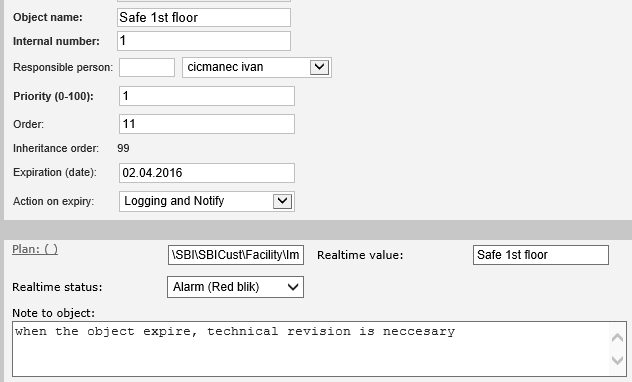 Object name: Safe 1st floor
Internal number: 1
Responsible person: cicmanec ivan
Priority (0-100): 1
Order: 11
Inheritance order: 99
Expiration (date): 02.04.2016
Action on expiry: Logging and Notify
Plan: ( ) \SBI\SBICust\Facility\Im Realtime value: Safe 1st floor
Realtime status: Alarm (Red blik)
Note to object:
when the object expire, technical revision is neccesary